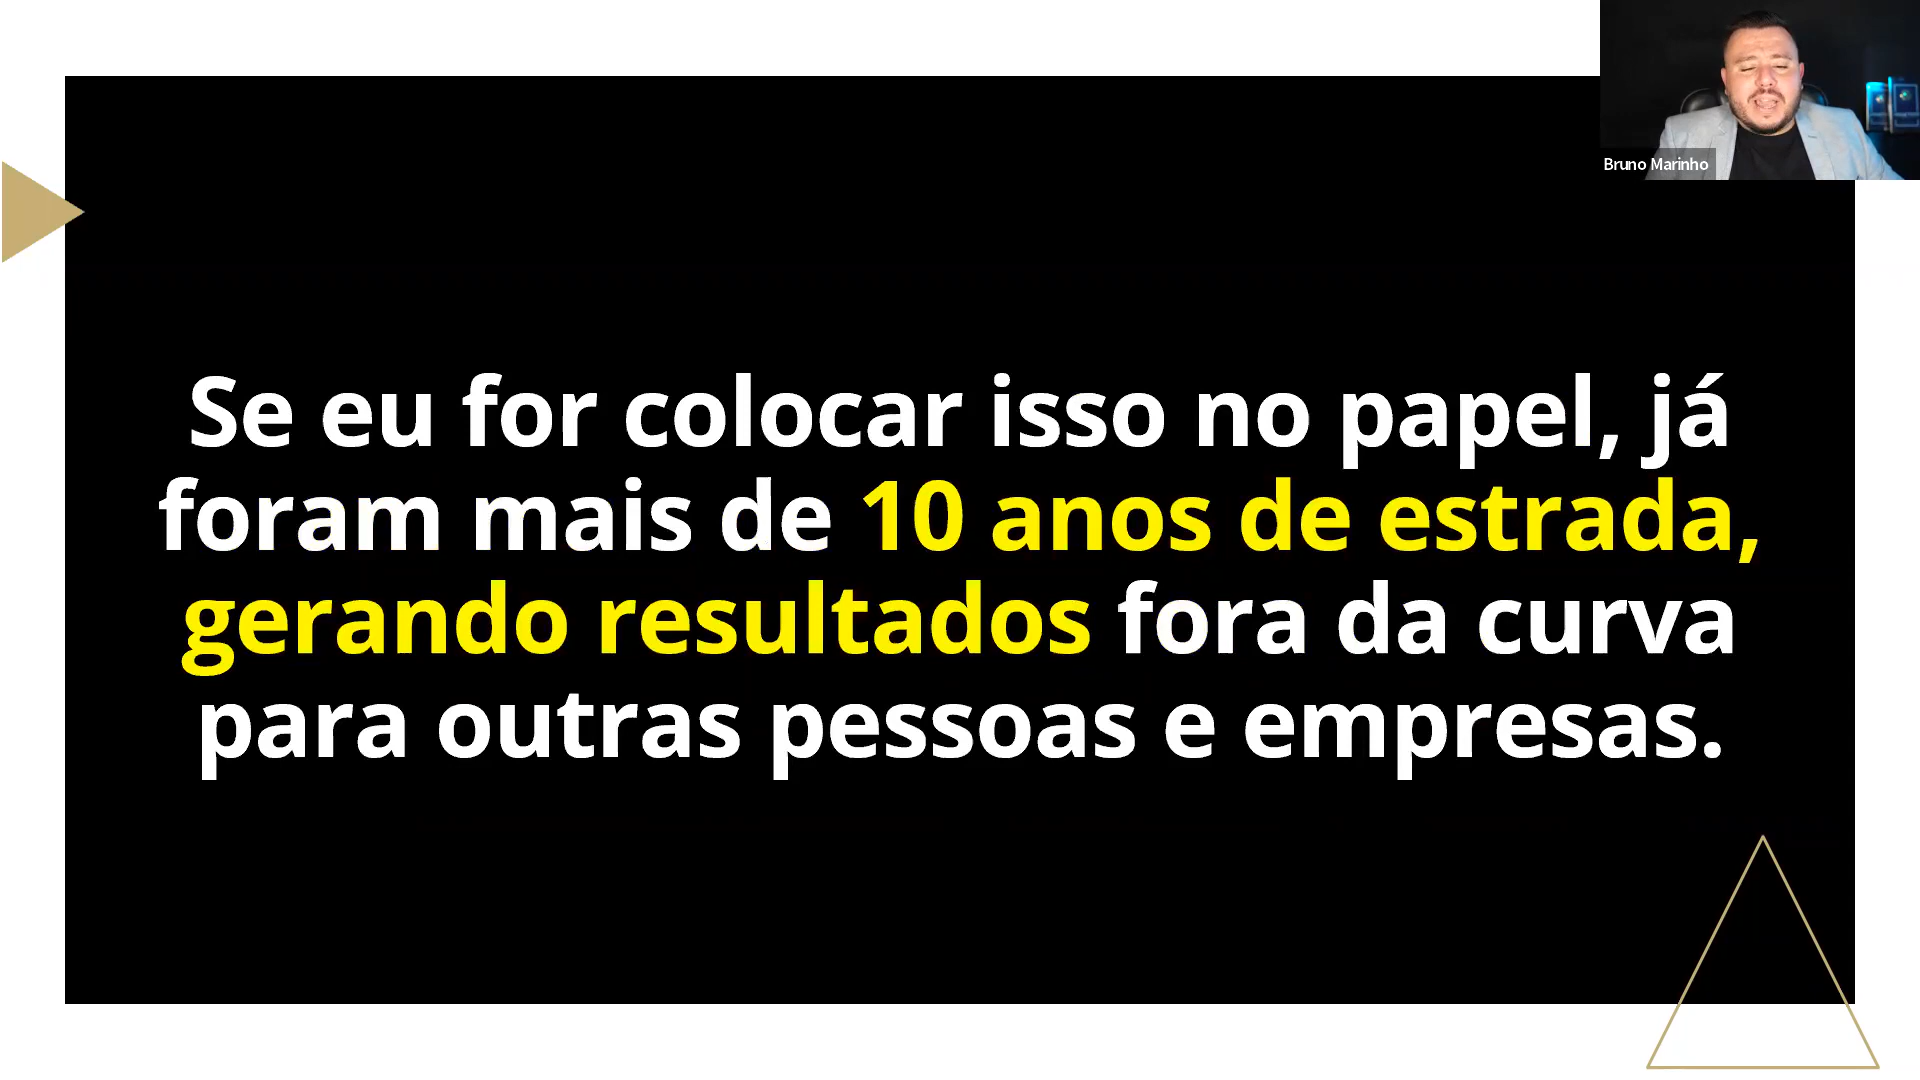 Bruno Marinho
Se eu for colocar isso no papel, já
foram mais de 10 anos de estrada,
gerando resultados fora da curva
para outras pessoas e empresas.